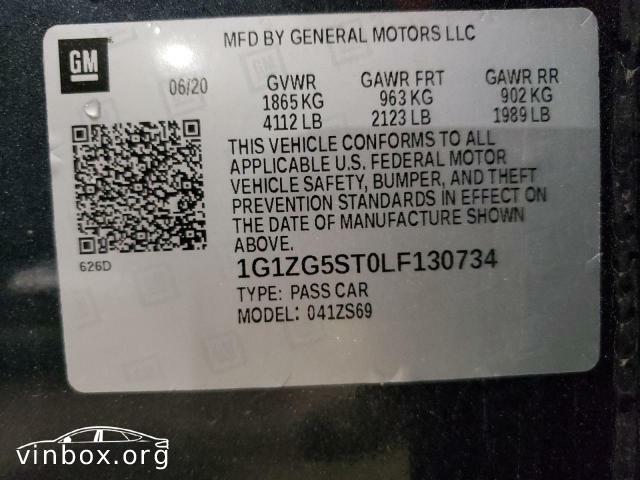 GM
MFD BY GENERAL MOTORS LLC
06/20
GVWR GAWR FRT GAWR RR
1865 KG 963 KG 902 KG
4112 LB 2123 LB 1989 LB
THIS VEHICLE CONFORMS TO ALL
APPLICABLE U.S. FEDERAL MOTOR
VEHICLE SAFETY, BUMPER, AND THEFT
PREVENTION STANDARDS IN EFFECT ON
THE DATE OF MANUFACTURE SHOWN
ABOVE.
626D
1G1ZG5ST0LF130734
TYPE: PASS CAR
MODEL: 041ZS69
vinbox.org